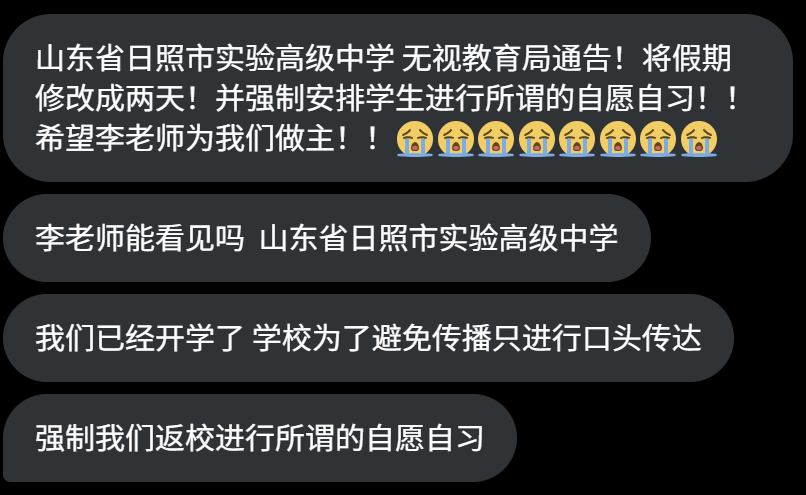 山东省日照市实验高级中学 无视教育局通告！将假期
修改成两天！并强制安排学生进行所谓的自愿自习！！
希望李老师为我们做主！！😭😭😭😭😭😭😭😭
李老师能看见吗 山东省日照市实验高级中学
我们已经开学了 学校为了避免传播只进行口头传达
强制我们返校进行所谓的自愿自习